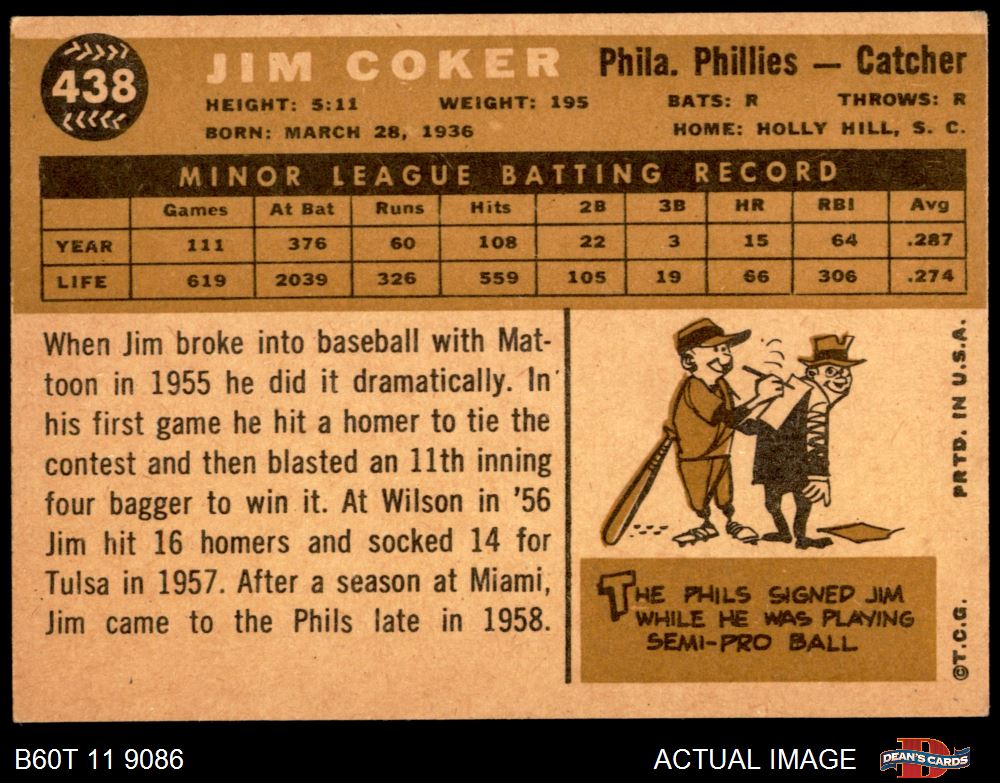 438
JIM COKER Phila. Phillies — Catcher
HEIGHT: 5:11 WEIGHT: 195 BATS: R THROWS: R
BORN: MARCH 28, 1936 HOME: HOLLY HILL, S. C.
MINOR LEAGUE BATTING RECORD
Games At Bat Runs Hits 2B 3B HR RBI Avg
YEAR 111 376 60 108 22 3 15 64 .287
LIFE 619 2039 326 559 105 19 66 306 .274
When Jim broke into baseball with Mat-
toon in 1955 he did it dramatically. In
his first game he hit a homer to tie the
contest and then blasted an 11th inning
four bagger to win it. At Wilson in '56
Jim hit 16 homers and socked 14 for
Tulsa in 1957. After a season at Miami,
Jim came to the Phils late in 1958.
THE PHILS SIGNED JIM
WHILE HE WAS PLAYING
SEMI-PRO BALL
©T.C.G. PRTD. IN U.S.A.
B60T 11 9086 ACTUAL IMAGE
D
DEAN'S CARDS